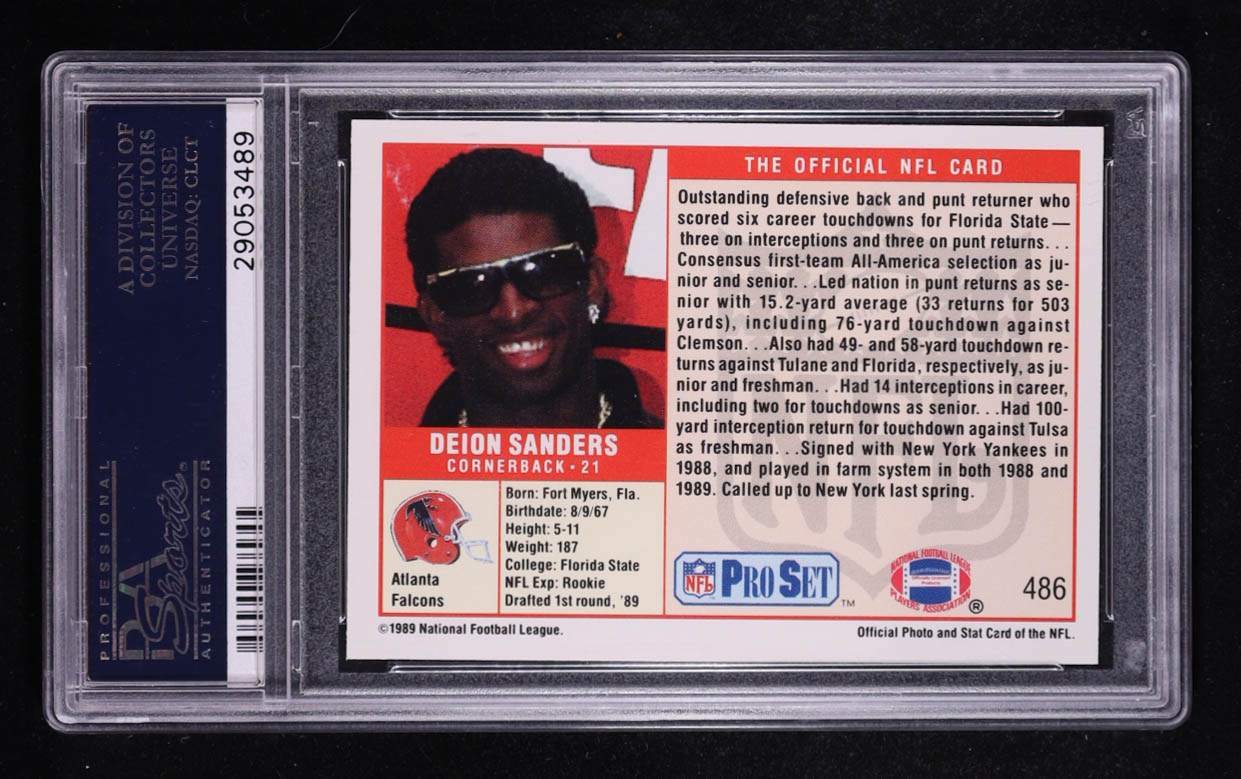 A DIVISION OF
COLLECTORS
UNIVERSE
NASDAQ: CLCT
PROFESSIONAL
PSA
Sports®
AUTHENTICATOR
29053489
DEION SANDERS
CORNERBACK • 21
Atlanta
Falcons
Born: Fort Myers, Fla.
Birthdate: 8/9/67
Height: 5-11
Weight: 187
College: Florida State
NFL Exp: Rookie
Drafted 1st round, '89
THE OFFICIAL NFL CARD
Outstanding defensive back and punt returner who
scored six career touchdowns for Florida State—
three on interceptions and three on punt returns. . .
Consensus first-team All-America selection as ju-
nior and senior. . .Led nation in punt returns as se-
nior with 15.2-yard average (33 returns for 503
yards), including 76-yard touchdown against
Clemson. . .Also had 49- and 58-yard touchdown re-
turns against Tulane and Florida, respectively, as ju-
nior and freshman. . .Had 14 interceptions in career,
including two for touchdowns as senior. . .Had 100-
yard interception return for touchdown against Tulsa
as freshman. . .Signed with New York Yankees in
1988, and played in farm system in both 1988 and
1989. Called up to New York last spring.
NFL
NFL
PRO SET™
NATIONAL FOOTBALL LEAGUE
Officially Licensed
Product
PLAYERS ASSOCIATION
®
486
©1989 National Football League.
Official Photo and Stat Card of the NFL.